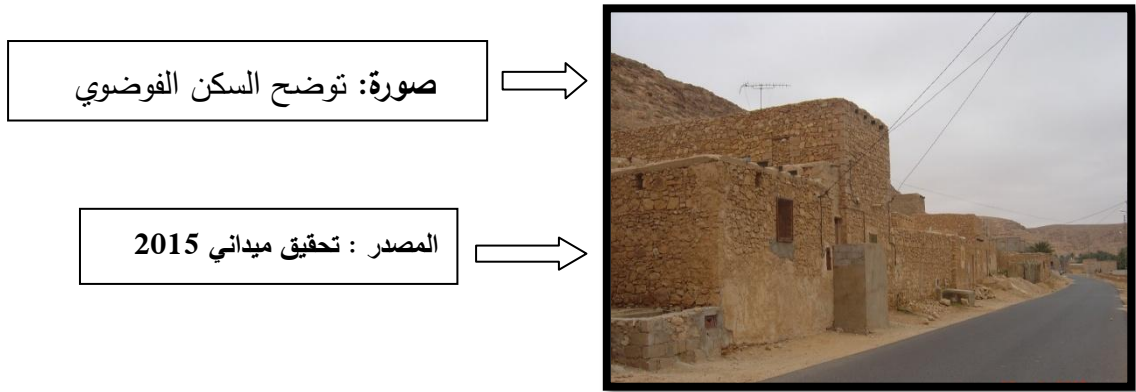 صورة: توضح السكن الفوضوي
المصدر : تحقيق ميداني 2015